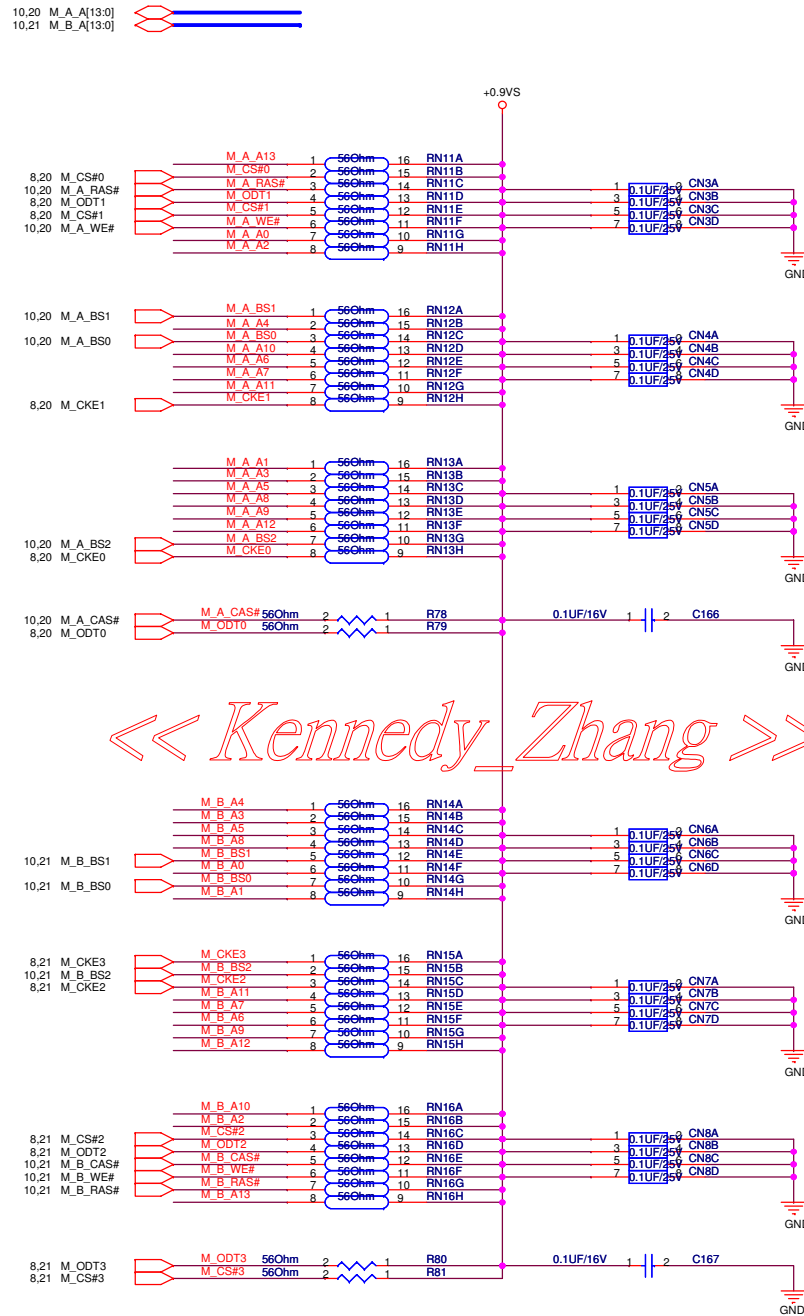 10,20 M_A_A[13:0]
10,21 M_B_A[13:0]
+0.9VS
M_A_A13 1 56Ohm 16 RN11A
8,20 M_CS#0 M_CS#0 2 56Ohm 15 RN11B
10,20 M_A_RAS# M_A_RAS# 3 56Ohm 14 RN11C 1 0.1UF/25V CN3A
8,20 M_ODT1 M_ODT1 4 56Ohm 13 RN11D 3 0.1UF/25V CN3B
8,20 M_CS#1 M_CS#1 5 56Ohm 12 RN11E 5 0.1UF/25V CN3C
10,20 M_A_WE# M_A_WE# 6 56Ohm 11 RN11F 7 0.1UF/25V CN3D
M_A_A0 7 56Ohm 10 RN11G
M_A_A2 8 56Ohm 9 RN11H
GND
10,20 M_A_BS1 M_A_BS1 1 56Ohm 16 RN12A
M_A_A4 2 56Ohm 15 RN12B
10,20 M_A_BS0 M_A_BS0 3 56Ohm 14 RN12C 1 0.1UF/25V CN4A
M_A_A10 4 56Ohm 13 RN12D 3 0.1UF/25V CN4B
M_A_A6 5 56Ohm 12 RN12E 5 0.1UF/25V CN4C
M_A_A7 6 56Ohm 11 RN12F 7 0.1UF/25V CN4D
M_A_A11 7 56Ohm 10 RN12G
8,20 M_CKE1 M_CKE1 8 56Ohm 9 RN12H
GND
M_A_A1 1 56Ohm 16 RN13A
M_A_A3 2 56Ohm 15 RN13B
M_A_A5 3 56Ohm 14 RN13C 1 0.1UF/25V CN5A
M_A_A8 4 56Ohm 13 RN13D 3 0.1UF/25V CN5B
M_A_A9 5 56Ohm 12 RN13E 5 0.1UF/25V CN5C
M_A_A12 6 56Ohm 11 RN13F 7 0.1UF/25V CN5D
10,20 M_A_BS2 M_A_BS2 7 56Ohm 10 RN13G
8,20 M_CKE0 M_CKE0 8 56Ohm 9 RN13H
GND
10,20 M_A_CAS# M_A_CAS# 56Ohm 2 1 R78 0.1UF/16V 1 2 C166
8,20 M_ODT0 M_ODT0 56Ohm 2 1 R79
GND
<< Kennedy_Zhang >>
M_B_A4 1 56Ohm 16 RN14A
M_B_A3 2 56Ohm 15 RN14B
M_B_A5 3 56Ohm 14 RN14C 1 0.1UF/25V CN6A
M_B_A8 4 56Ohm 13 RN14D 3 0.1UF/25V CN6B
10,21 M_B_BS1 M_B_BS1 5 56Ohm 12 RN14E 5 0.1UF/25V CN6C
M_B_A0 6 56Ohm 11 RN14F 7 0.1UF/25V CN6D
10,21 M_B_BS0 M_B_BS0 7 56Ohm 10 RN14G
M_B_A1 8 56Ohm 9 RN14H
GND
8,21 M_CKE3 M_CKE3 1 56Ohm 16 RN15A
10,21 M_B_BS2 M_B_BS2 2 56Ohm 15 RN15B
8,21 M_CKE2 M_CKE2 3 56Ohm 14 RN15C 1 0.1UF/25V CN7A
M_B_A11 4 56Ohm 13 RN15D 3 0.1UF/25V CN7B
M_B_A7 5 56Ohm 12 RN15E 5 0.1UF/25V CN7C
M_B_A6 6 56Ohm 11 RN15F 7 0.1UF/25V CN7D
M_B_A9 7 56Ohm 10 RN15G
M_B_A12 8 56Ohm 9 RN15H
GND
M_B_A10 1 56Ohm 16 RN16A
M_B_A2 2 56Ohm 15 RN16B
8,21 M_CS#2 M_CS#2 3 56Ohm 14 RN16C 1 0.1UF/25V CN8A
8,21 M_ODT2 M_ODT2 4 56Ohm 13 RN16D 3 0.1UF/25V CN8B
10,21 M_B_CAS# M_B_CAS# 5 56Ohm 12 RN16E 5 0.1UF/25V CN8C
10,21 M_B_WE# M_B_WE# 6 56Ohm 11 RN16F 7 0.1UF/25V CN8D
10,21 M_B_RAS# M_B_RAS# 7 56Ohm 10 RN16G
M_B_A13 8 56Ohm 9 RN16H
GND
8,21 M_ODT3 M_ODT3 56Ohm 2 1 R80 0.1UF/16V 1 2 C167
8,21 M_CS#3 M_CS#3 56Ohm 2 1 R81
GND